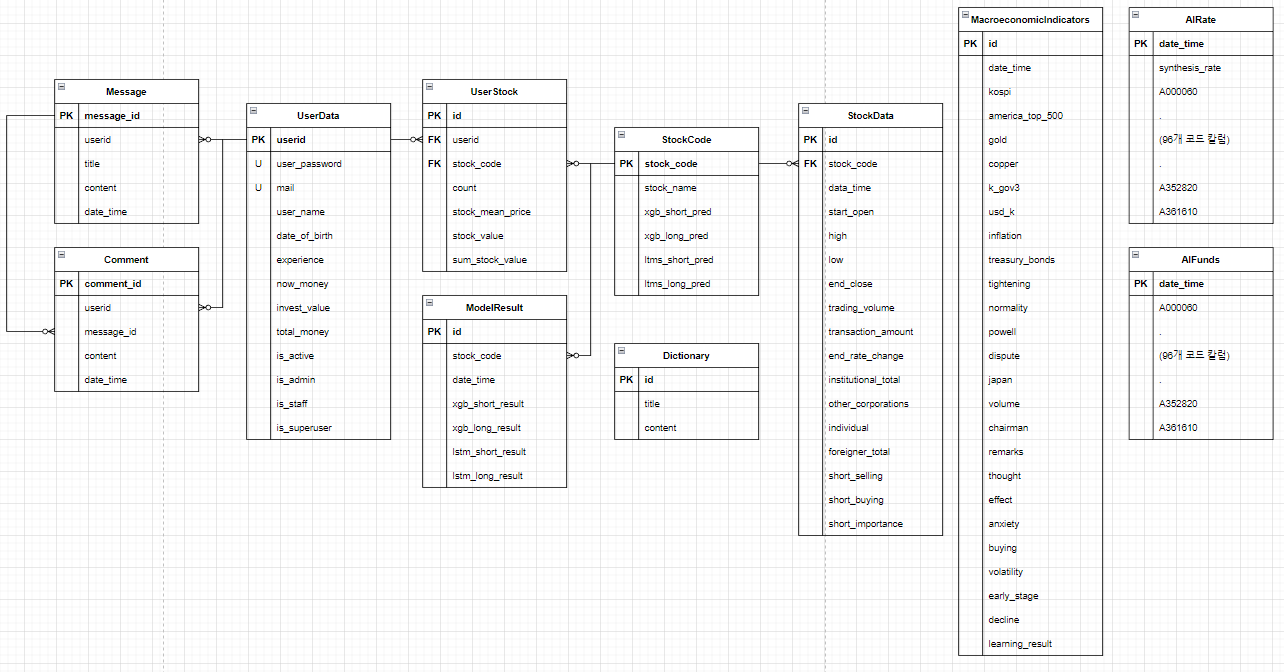 Message
PK message_id
userid
title
content
date_time
Comment
PK comment_id
userid
message_id
content
date_time
UserData
PK userid
U user_password
U mail
user_name
date_of_birth
experience
now_money
invest_value
total_money
is_active
is_admin
is_staff
is_superuser
UserStock
PK id
FK userid
FK stock_code
count
stock_mean_price
stock_value
sum_stock_value
ModelResult
PK id
stock_code
date_time
xgb_short_result
xgb_long_result
lstm_short_result
lstm_long_result
StockCode
PK stock_code
stock_name
xgb_short_pred
xgb_long_pred
ltms_short_pred
ltms_long_pred
Dictionary
PK id
title
content
StockData
PK id
FK stock_code
data_time
start_open
high
low
end_close
trading_volume
transaction_amount
end_rate_change
institutional_total
other_corporations
individual
foreigner_total
short_selling
short_buying
short_importance
MacroeconomicIndicators
PK id
date_time
kospi
america_top_500
gold
copper
k_gov3
usd_k
inflation
treasury_bonds
tightening
normality
powell
dispute
japan
volume
chairman
remarks
thought
effect
anxiety
buying
volatility
early_stage
decline
learning_result
AIRate
PK date_time
synthesis_rate
A000060
.
(96개 코드 칼럼)
.
A352820
A361610
AIFunds
PK date_time
A000060
.
(96개 코드 칼럼)
.
A352820
A361610